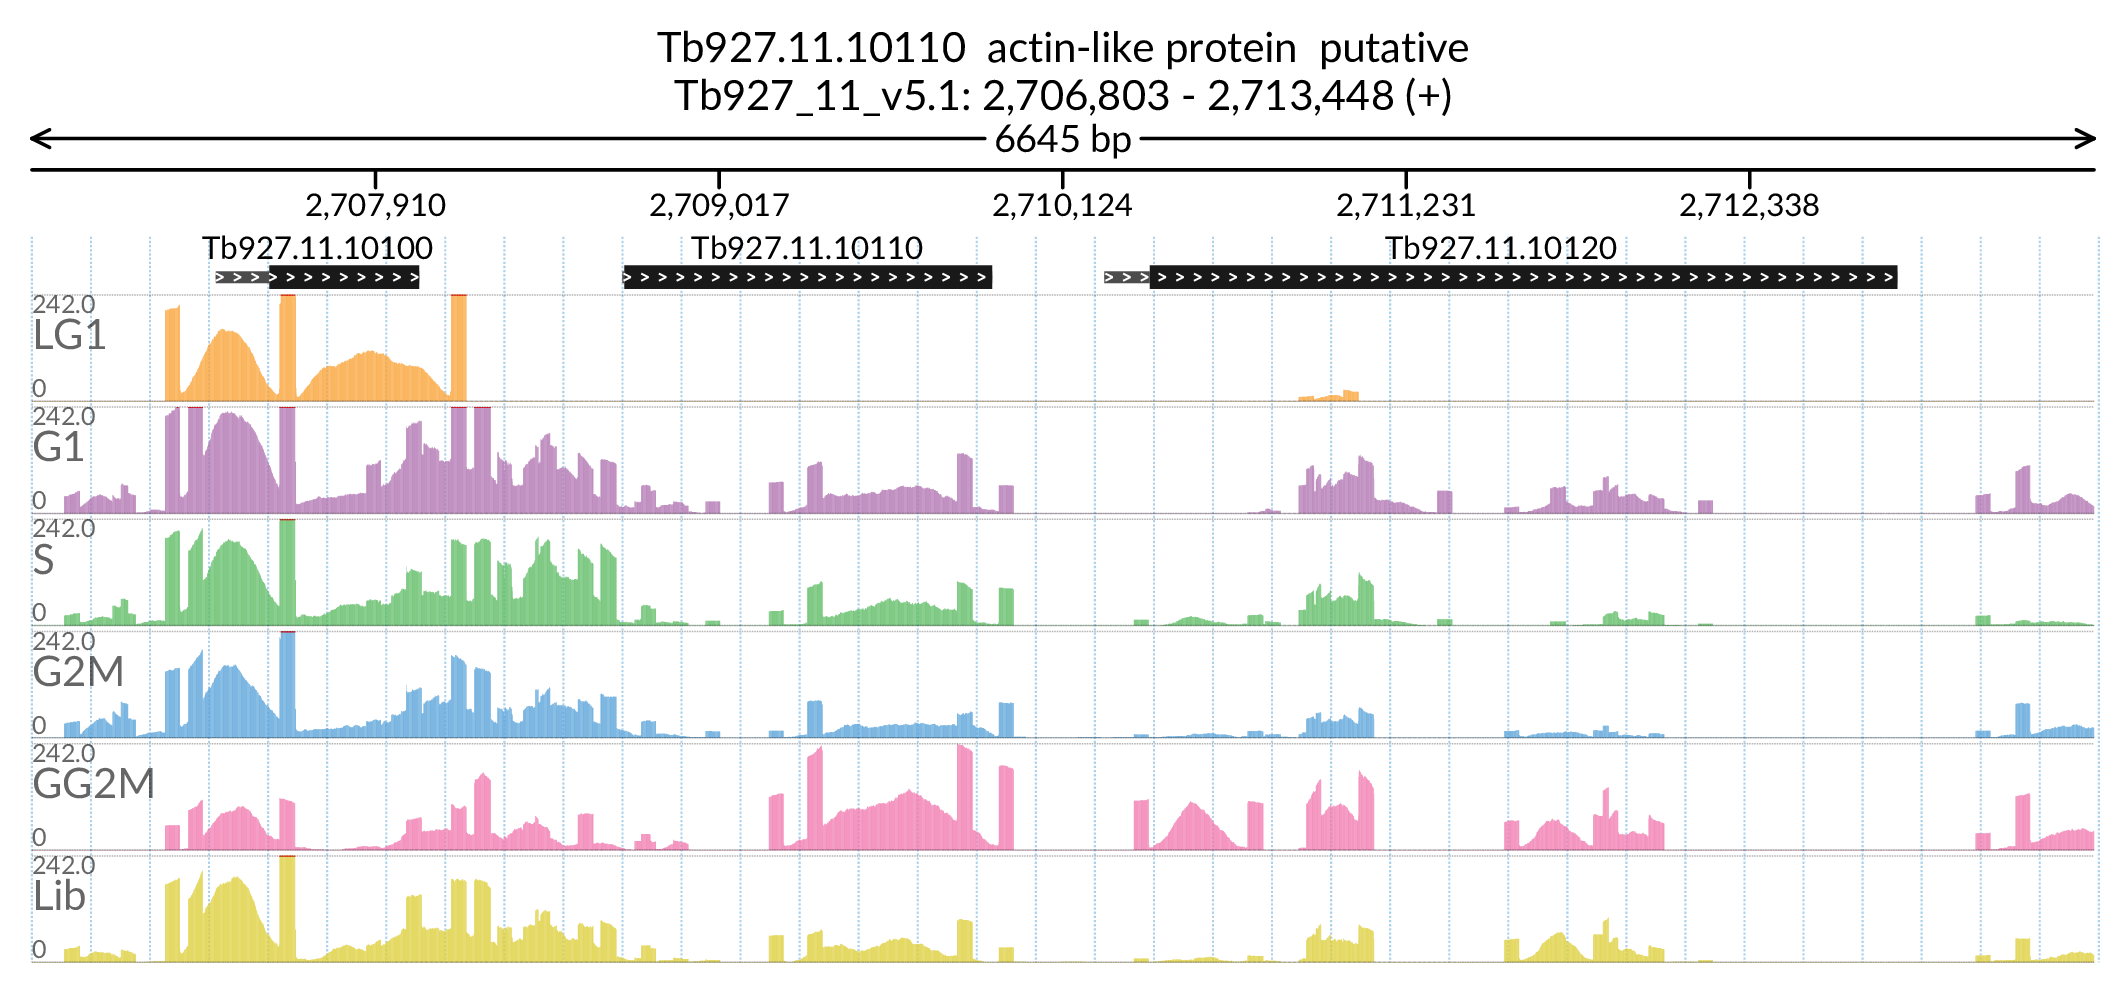 Tb927.11.10110  actin-like protein  putative
Tb927_11_v5.1: 2,706,803 - 2,713,448 (+)
6645 bp
2,707,910 2,709,017 2,710,124 2,711,231 2,712,338
Tb927.11.10100 Tb927.11.10110 Tb927.11.10120
242.0
LG1
0
242.0
G1
0
242.0
S
0
242.0
G2M
0
242.0
GG2M
0
242.0
Lib
0